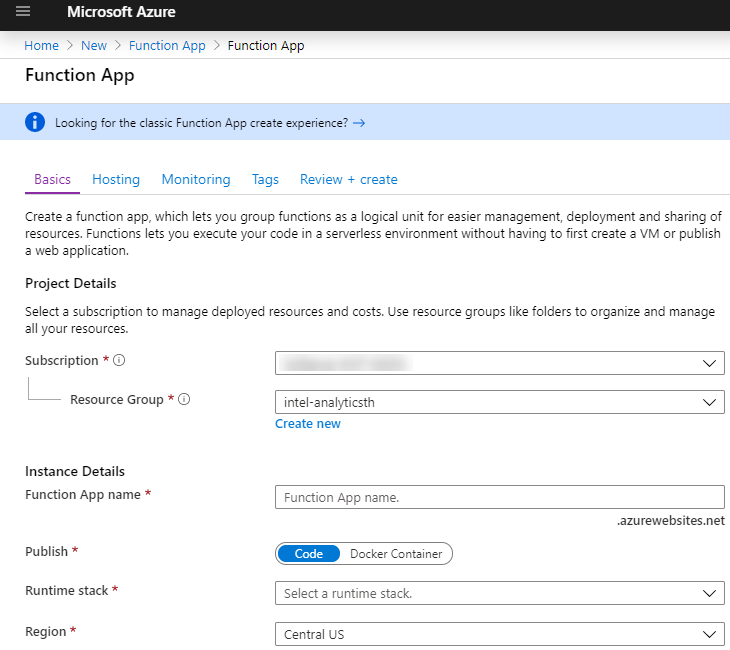 Microsoft Azure
Home > New > Function App > Function App
Function App
Looking for the classic Function App create experience? →
Basics Hosting Monitoring Tags Review + create
Create a function app, which lets you group functions as a logical unit for easier management, deployment and sharing of
resources. Functions lets you execute your code in a serverless environment without having to first create a VM or publish
a web application.
Project Details
Select a subscription to manage deployed resources and costs. Use resource groups like folders to organize and manage
all your resources.
Subscription *
Resource Group *
intel-analyticsth
Create new
Instance Details
Function App name *
Function App name.
.azurewebsites.net
Publish *
Code Docker Container
Runtime stack *
Select a runtime stack.
Region *
Central US